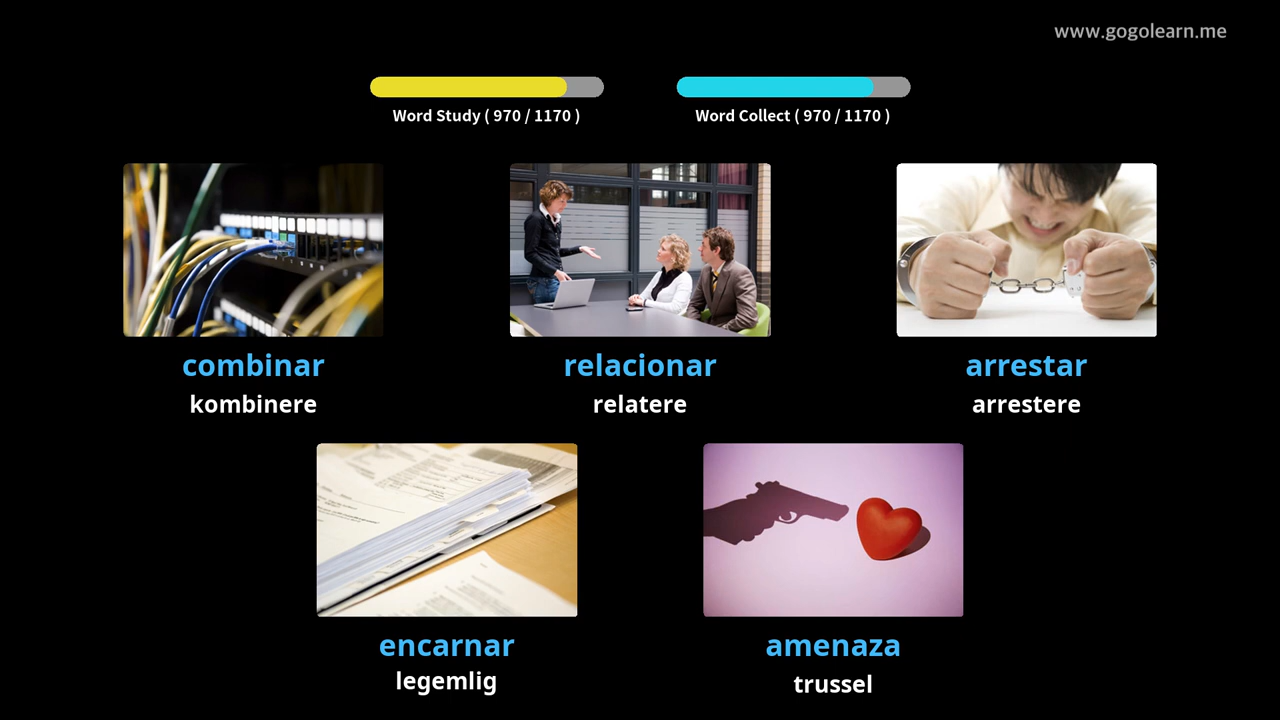 www.gogolearn.me
Word Study ( 970 / 1170 )
Word Collect ( 970 / 1170 )
combinar
kombinere
relacionar
relatere
arrestar
arrestere
encarnar
legemlig
amenaza
trussel